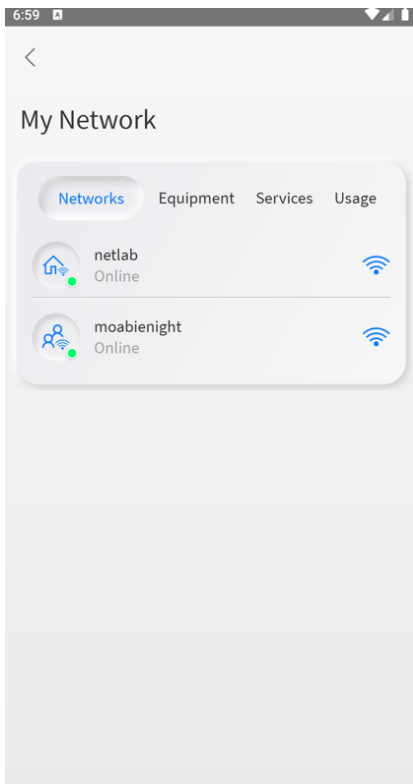 6:59 A
My Network
Networks Equipment Services Usage
netlab
Online
moabienight
Online